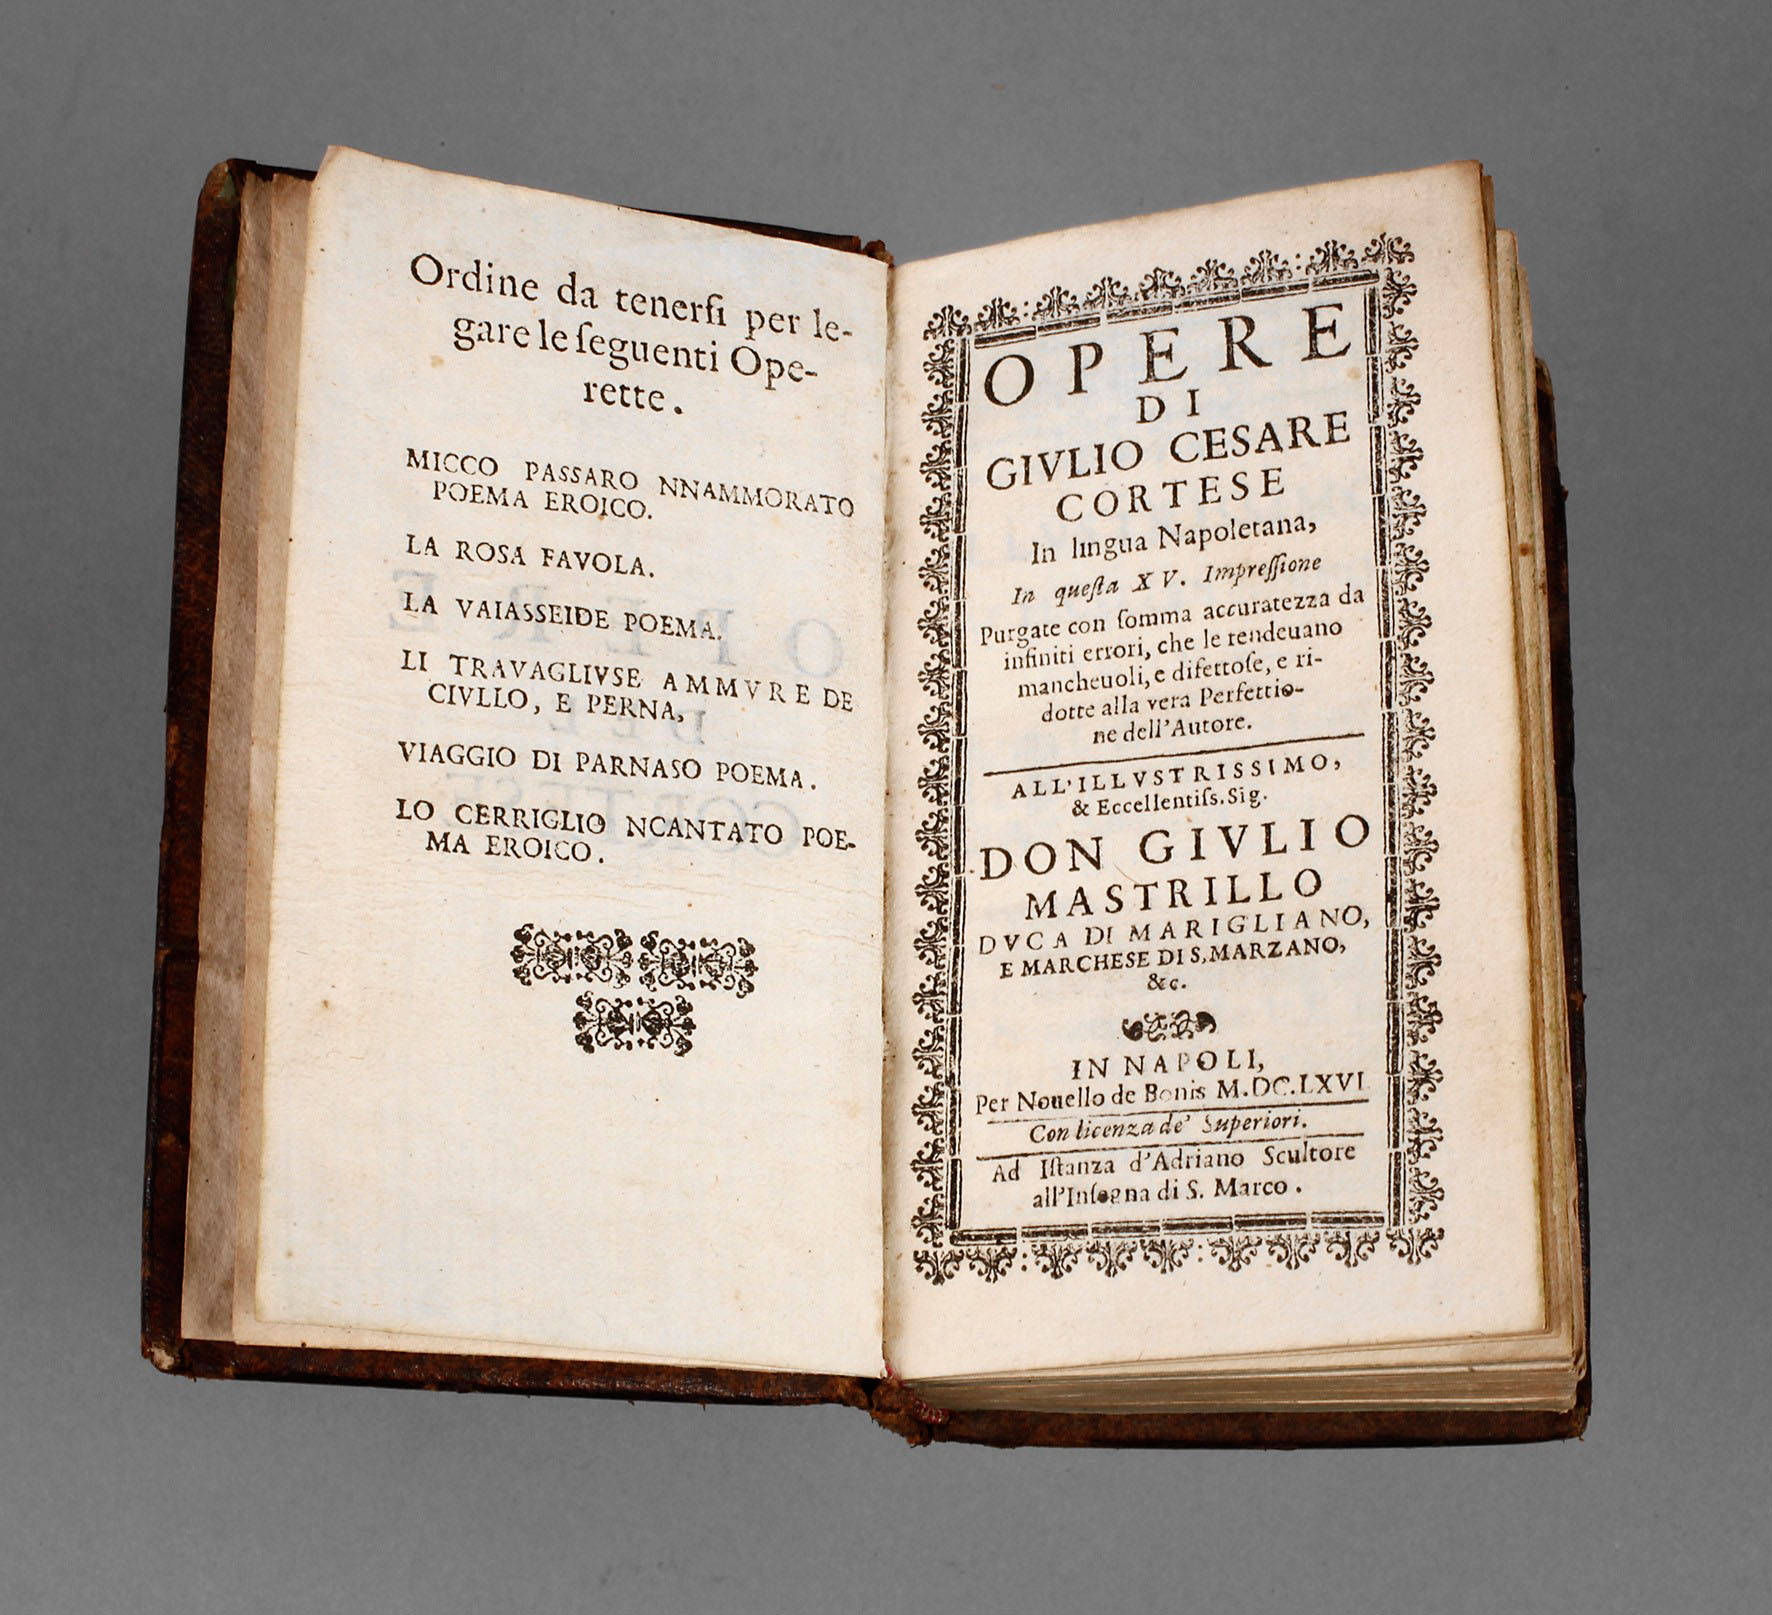 Ordine da tenerſi per le-
gare le ſeguenti Ope-
rette.
MICCO PASSARO NNAMMORATO
POEMA EROICO.
LA ROSA FAVOLA.
LA VAIASSEIDE POEMA.
LI TRAVAGLIVSE AMMVRE DE
CIVLLO, E PERNA,
VIAGGIO DI PARNASO POEMA.
LO CERRIGLIO NCANTATO POE-
MA EROICO.
OPERE
DI
GIVLIO CESARE
CORTESE
In lingua Napoletana,
In queſta XV. Impreſſione
Purgate con ſomma accuratezza da
infiniti errori, che le rendeuano
mancheuoli, e difettoſe, e ri-
dotte alla vera Perfettio-
ne dell'Autore.
ALL'ILLVSTRISSIMO,
& Eccellentiſs. Sig.
DON GIVLIO
MASTRILLO
DVCA DI MARIGLIANO,
E MARCHESE DI S. MARZANO,
&c.
IN NAPOLI,
Per Nouello de Bonis M.DC.LXVI
Con licenza de' Superiori.
Ad Iſtanza d'Adriano Scultore
all'Inſegna di S. Marco.